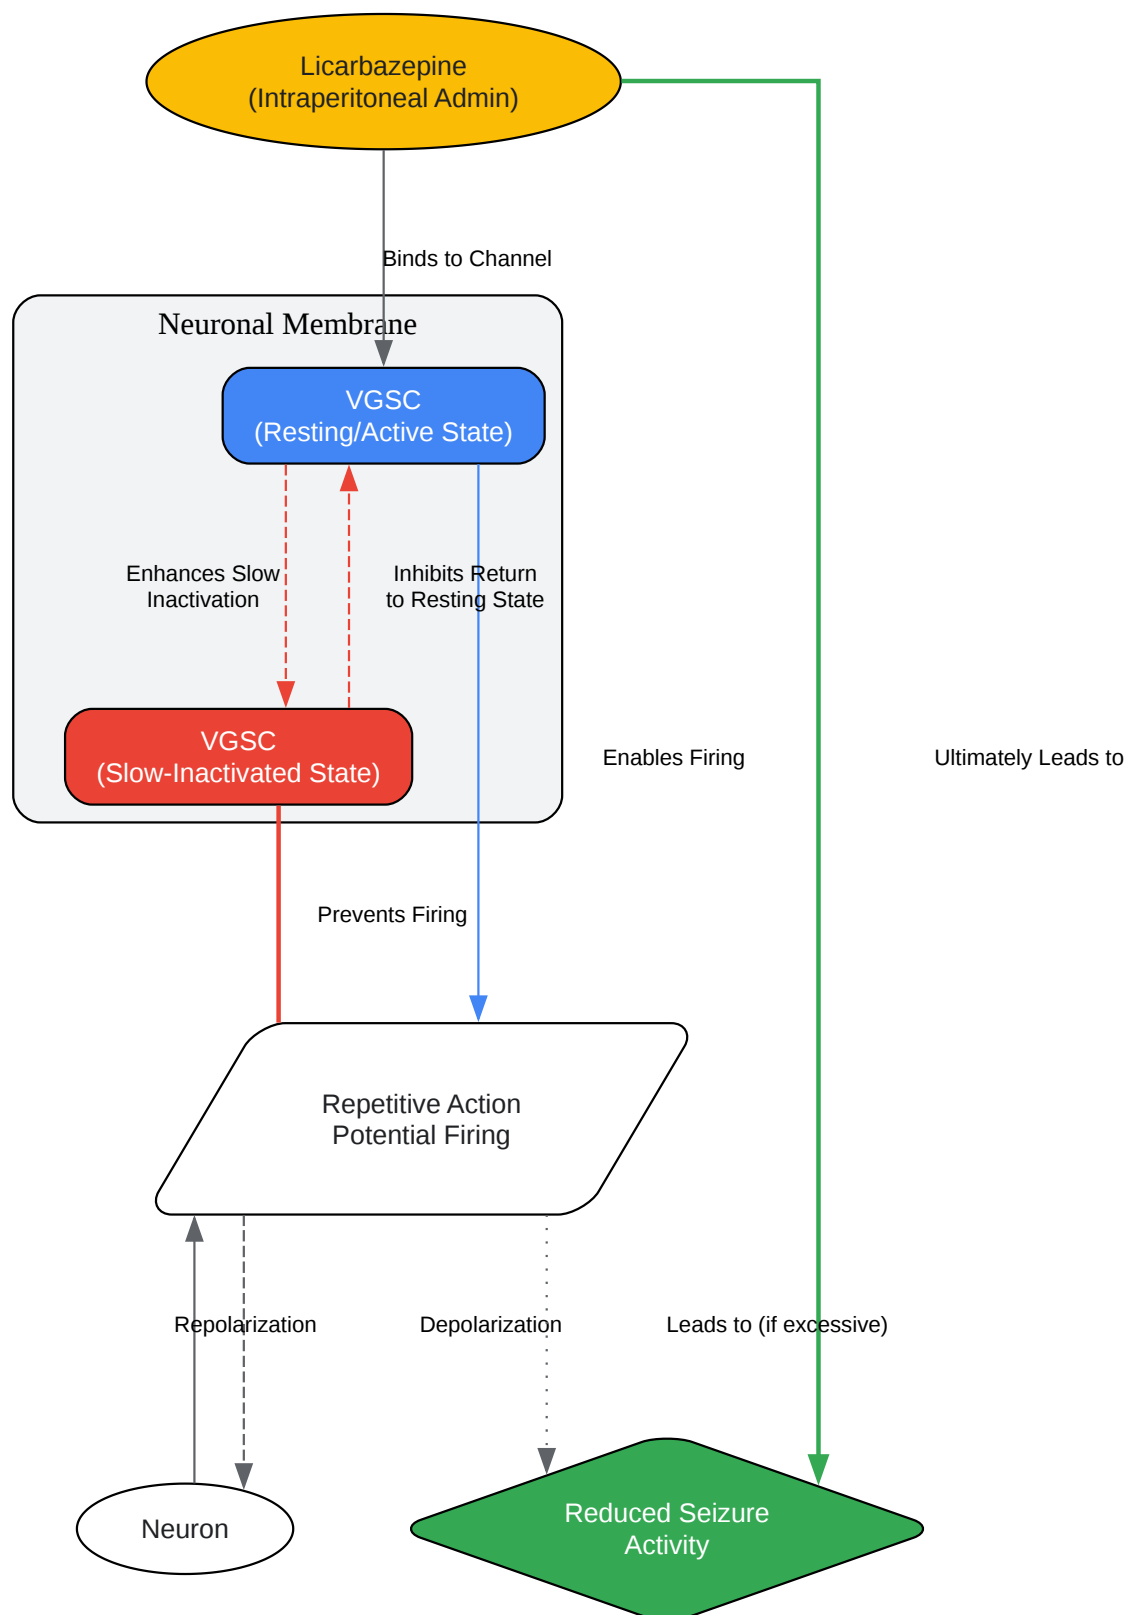 Licarbazepine
(Intraperitoneal Admin)
Binds to Channel
Neuronal Membrane
VGSC
(Resting/Active State)
Enhances Slow
Inactivation
Inhibits Return
to Resting State
VGSC
(Slow-Inactivated State)
Enables Firing
Ultimately Leads to
Prevents Firing
Repetitive Action
Potential Firing
Repolarization
Depolarization
Leads to (if excessive)
Neuron
Reduced Seizure
Activity